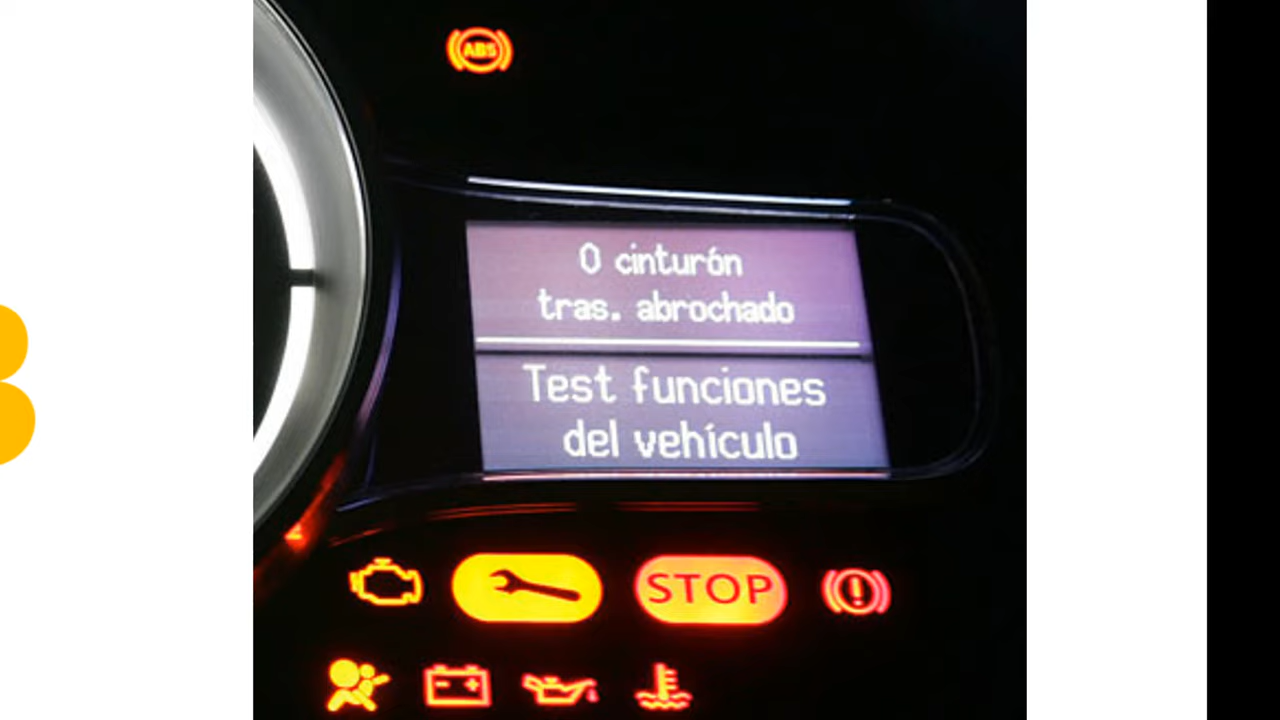 ABS
0 cinturón
tras. abrochado
Test funciones
del vehículo
STOP